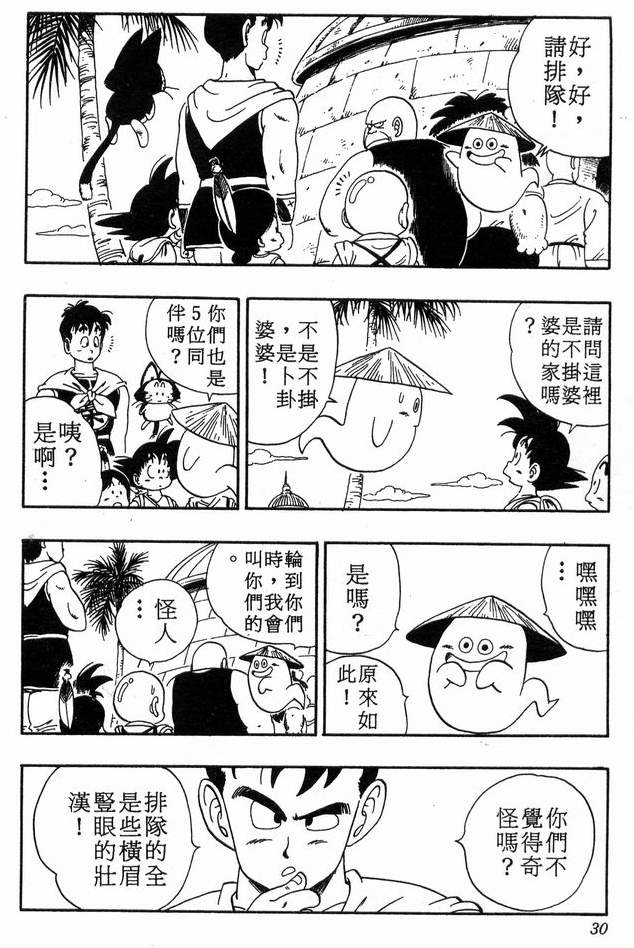 好，好，
請排隊！
請問這裡
是不掛婆
婆的家嗎
？
不是不掛
，是卜卦
婆婆！
你們也是
5位同
伴嗎？
咦？
是啊…
嘿嘿嘿
…
是嗎？
原來如
此！
輪到你們
時，我會
叫你們的
。
怪人
…
你們不
覺得奇
怪嗎？
排隊的全
是些橫眉
豎眼的壯
漢！
30